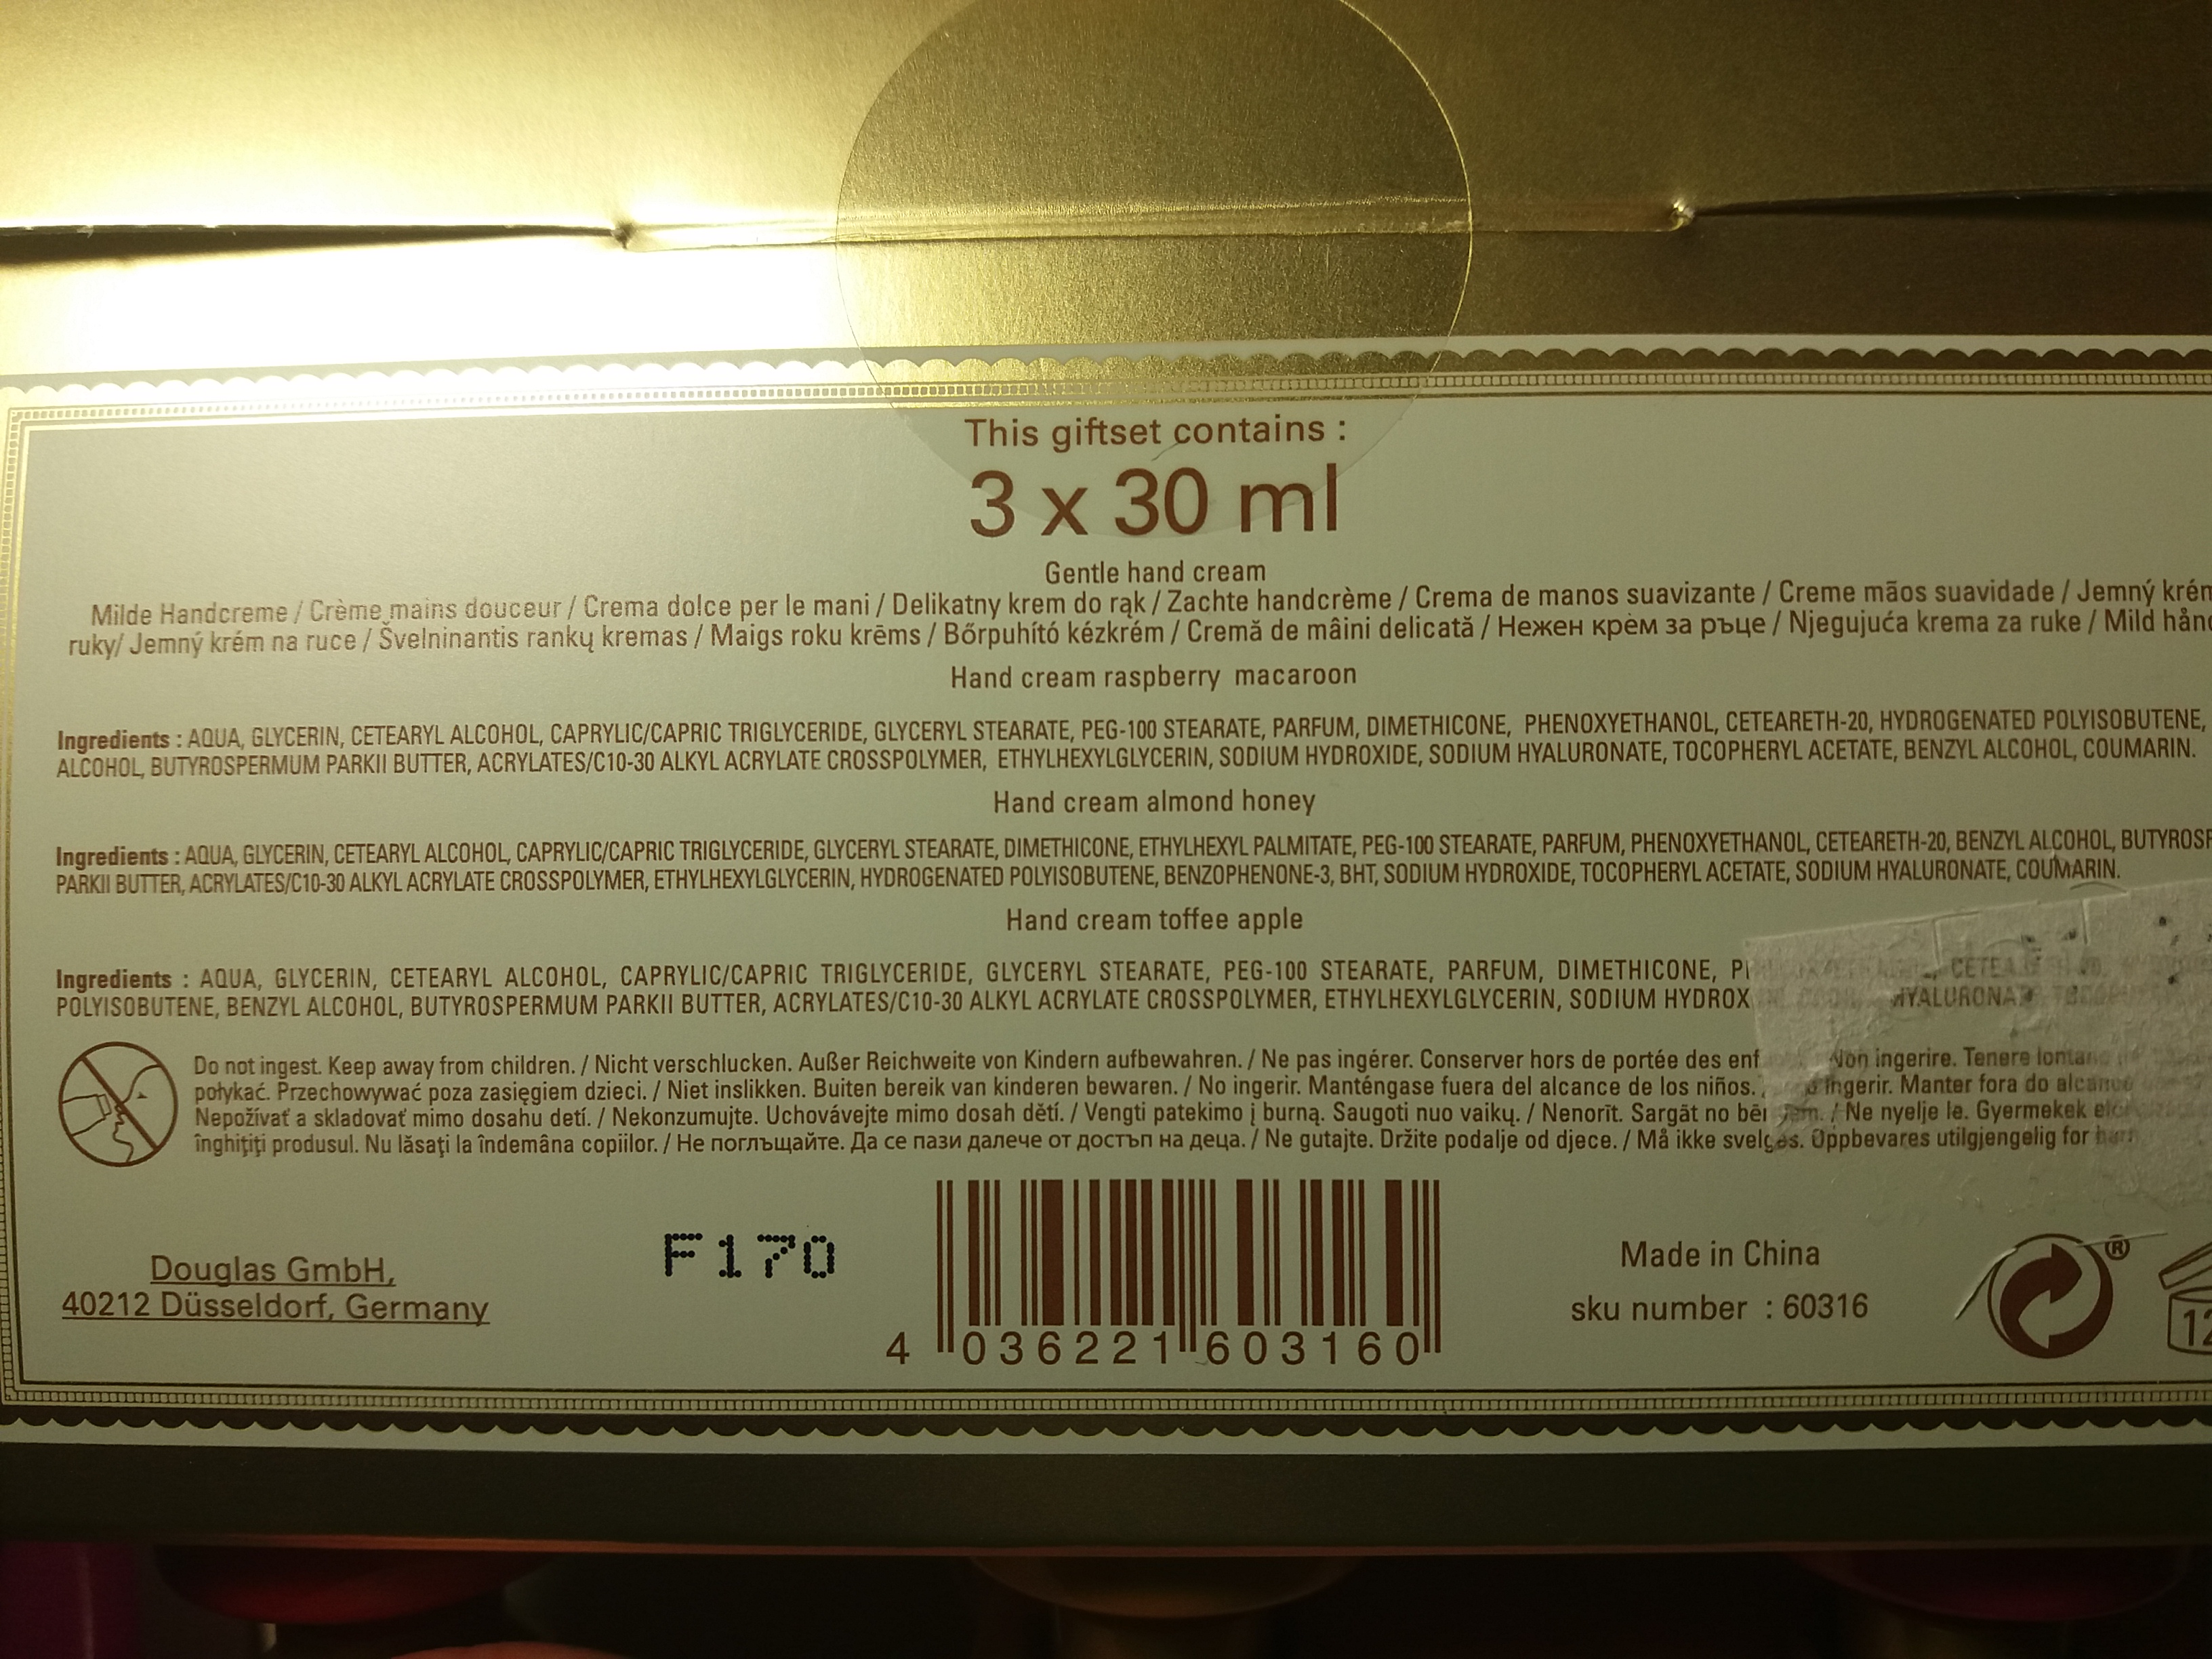 This giftset contains :
3 x 30 ml
Gentle hand cream
Milde Handcreme / Crème mains douceur / Crema dolce per le mani / Delikatny krem do rąk / Zachte handcrème / Crema de manos suavizante / Creme mãos suavidade / Jemný krém
ruky/ Jemný krém na ruce / Švelninantis rankų kremas / Maigs roku krēms / Bőrpuhító kézkrém / Cremă de mâini delicată / Нежен крем за ръце / Njegujuća krema za ruke / Mild
Hand cream raspberry macaroon
Ingredients : AQUA, GLYCERIN, CETEARYL ALCOHOL, CAPRYLIC/CAPRIC TRIGLYCERIDE, GLYCERYL STEARATE, PEG-100 STEARATE, PARFUM, DIMETHICONE, PHENOXYETHANOL, CETEARETH-20, HYDROGENATED POLYISOBUTENE,
ALCOHOL, BUTYROSPERMUM PARKII BUTTER, ACRYLATES/C10-30 ALKYL ACRYLATE CROSSPOLYMER, ETHYLHEXYLGLYCERIN, SODIUM HYDROXIDE, SODIUM HYALURONATE, TOCOPHERYL ACETATE, BENZYL ALCOHOL, COUMARIN.
Hand cream almond honey
Ingredients : AQUA, GLYCERIN, CETEARYL ALCOHOL, CAPRYLIC/CAPRIC TRIGLYCERIDE, GLYCERYL STEARATE, DIMETHICONE, ETHYLHEXYL PALMITATE, PEG-100 STEARATE, PARFUM, PHENOXYETHANOL, CETEARETH-20, BENZYL ALCOHOL,
PARKII BUTTER, ACRYLATES/C10-30 ALKYL ACRYLATE CROSSPOLYMER, ETHYLHEXYLGLYCERIN, HYDROGENATED POLYISOBUTENE, BENZOPHENONE-3, BHT, SODIUM HYDROXIDE, TOCOPHERYL ACETATE, SODIUM HYALURONATE, COUMARIN.
Hand cream toffee apple
Ingredients : AQUA, GLYCERIN, CETEARYL ALCOHOL, CAPRYLIC/CAPRIC TRIGLYCERIDE, GLYCERYL STEARATE, PEG-100 STEARATE, PARFUM, DIMETHICONE,
POLYISOBUTENE, BENZYL ALCOHOL, BUTYROSPERMUM PARKII BUTTER, ACRYLATES/C10-30 ALKYL ACRYLATE CROSSPOLYMER, ETHYLHEXYLGLYCERIN, SODIUM
Do not ingest. Keep away from children. / Nicht verschlucken. Außer Reichweite von Kindern aufbewahren. / Ne pas ingérer. Conserver hors de portée des Non ingerire. Tenere
połykać. Przechowywać poza zasięgiem dzieci. / Niet inslikken. Buiten bereik van kinderen bewaren. / No ingerir. Manténgase fuera del alcance de los niños. ingerir. Manter fora do alcance
Nepožívať a skladovať mimo dosahu detí. / Nekonzumujte. Uchovávejte mimo dosah dětí. / Vengti patekimo į burną. Saugoti nuo vaikų. / Nenorīt. Sargāt no / Ne nyelje le. Gyermekek
înghițiți produsul. Nu lăsați la îndemâna copiilor. / Не поглъщайте. Да се пази далече от достъп на деца. / Ne gutajte. Držite podalje od djece. / Må ikke svelges. Oppbevares utilgjengelig for
Douglas GmbH,
40212 Düsseldorf, Germany
F170
4 036221 603160
Made in China
sku number : 60316
®
12